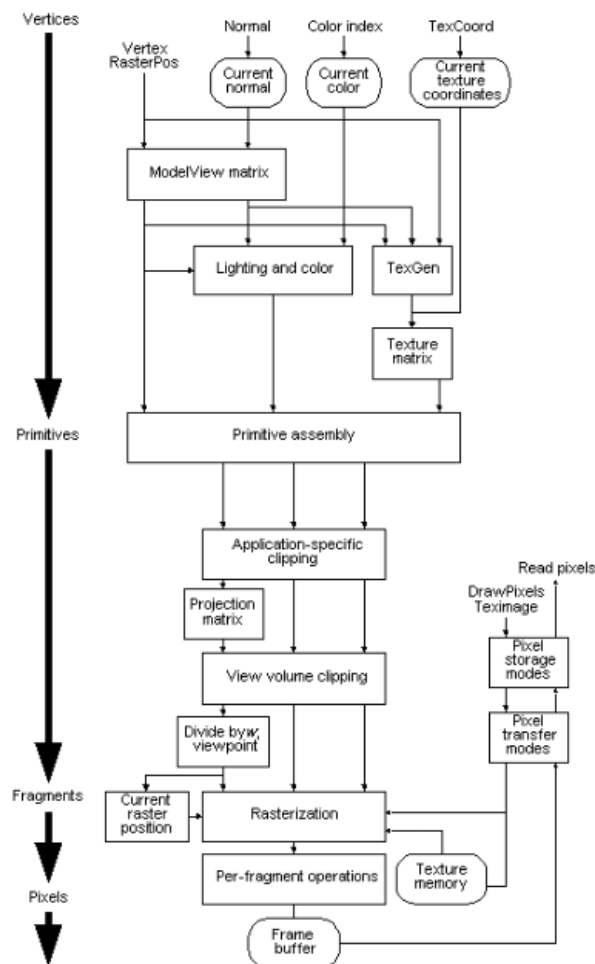 Vertices
Normal
Color index
TexCoord
Vertex
RasterPos
Current
normal
Current
color
Current
texture
coordinates
ModelView matrix
Lighting and color
TexGen
Texture
matrix
Primitives
Primitive assembly
Application-specific
clipping
Read pixels
DrawPixels
Teximage
Projection
matrix
Pixel
storage
modes
View volume clipping
Pixel
transfer
modes
Divide by w;
viewpoint
Fragments
Current
raster
position
Rasterization
Per-fragment operations
Texture
memory
Pixels
Frame
buffer